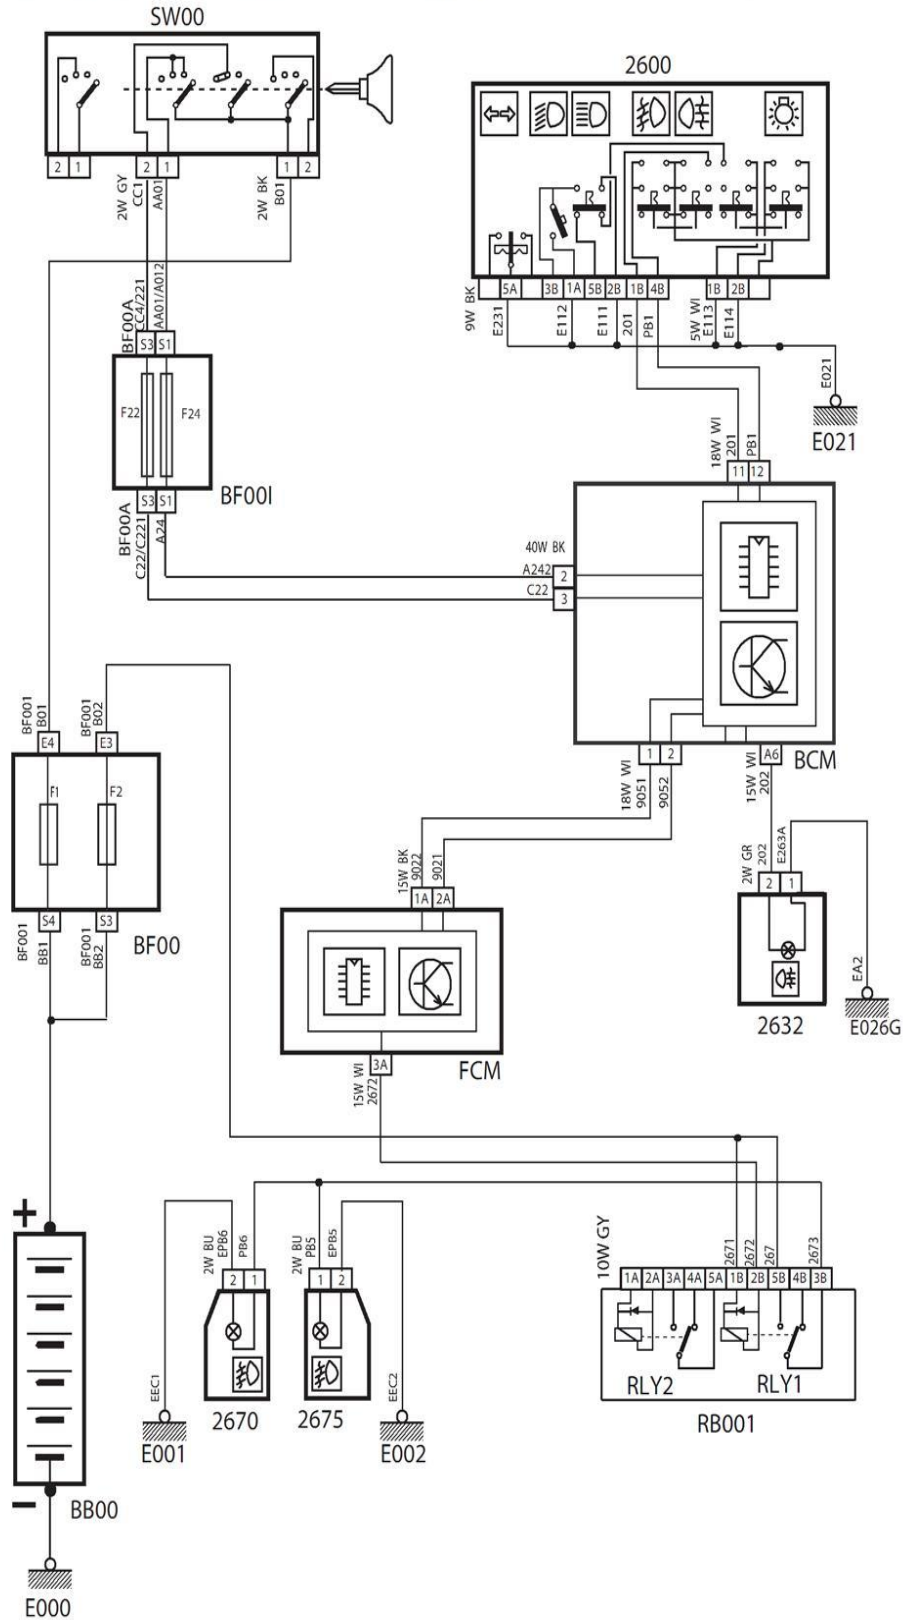 SW00
2 1 2 1 1 2
2W GY
CC1
AA01
2W BK
B01
2600
5A 3B 1A 5B 2B 1B 4B 1B 2B
9W BK
E231
E112
E111
201
PB1
5W WI
E113
E114
E021
E021
BF00A
CC4/221
AA01/A012
S3 S1
F22 F24
BF00I
S3 S1
BF00A
C22/C221
A24
18W WI
201
PB1
11 12
40W BK
A242 2
C22 3
BCM
1 2 A6
18W WI
9051
9052
15W WI
202
BF001
B01
BF001
B02
E4 E3
F1 F2
S4 S3
BF00
BF001
BB1
BF001
BB2
15W BK
9022
9021
1A 2A
FCM
3A
15W WI
2672
2W GR
202
E263A
2 1
2632
EA2
E026G
+
−
BB00
E000
2W BU
EPB6
PB6
2 1
2670
EEC1
E001
2W BU
PB5
EPB5
1 2
2675
EEC2
E002
10W GY
2671
2672
267
2673
1A 2A 3A 4A 5A 1B 2B 5B 4B 3B
RLY2 RLY1
RB001